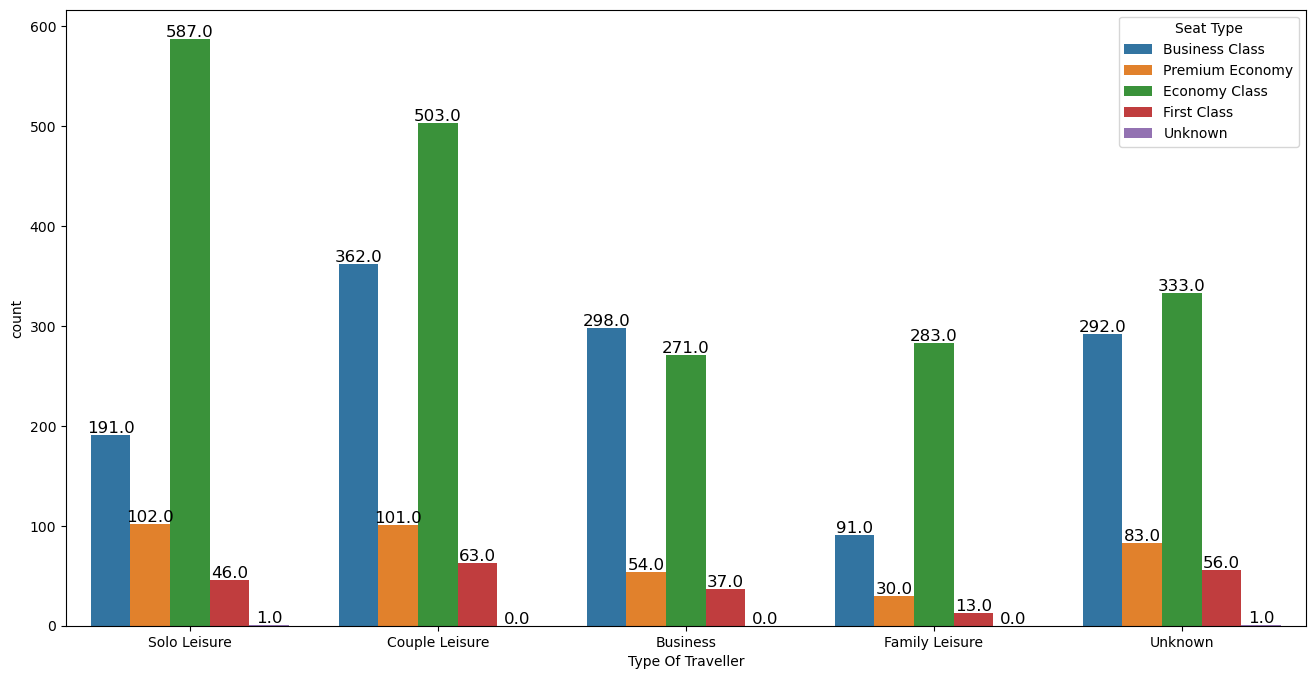 600
500
400
300
200
100
0
count
587.0
503.0
362.0
333.0
298.0
292.0
283.0
271.0
191.0
102.0
101.0
91.0
83.0
63.0
56.0
54.0
46.0
37.0
30.0
13.0
1.0
0.0
0.0
0.0
1.0
Seat Type
Business Class
Premium Economy
Economy Class
First Class
Unknown
Solo Leisure
Couple Leisure
Business
Family Leisure
Unknown
Type Of Traveller